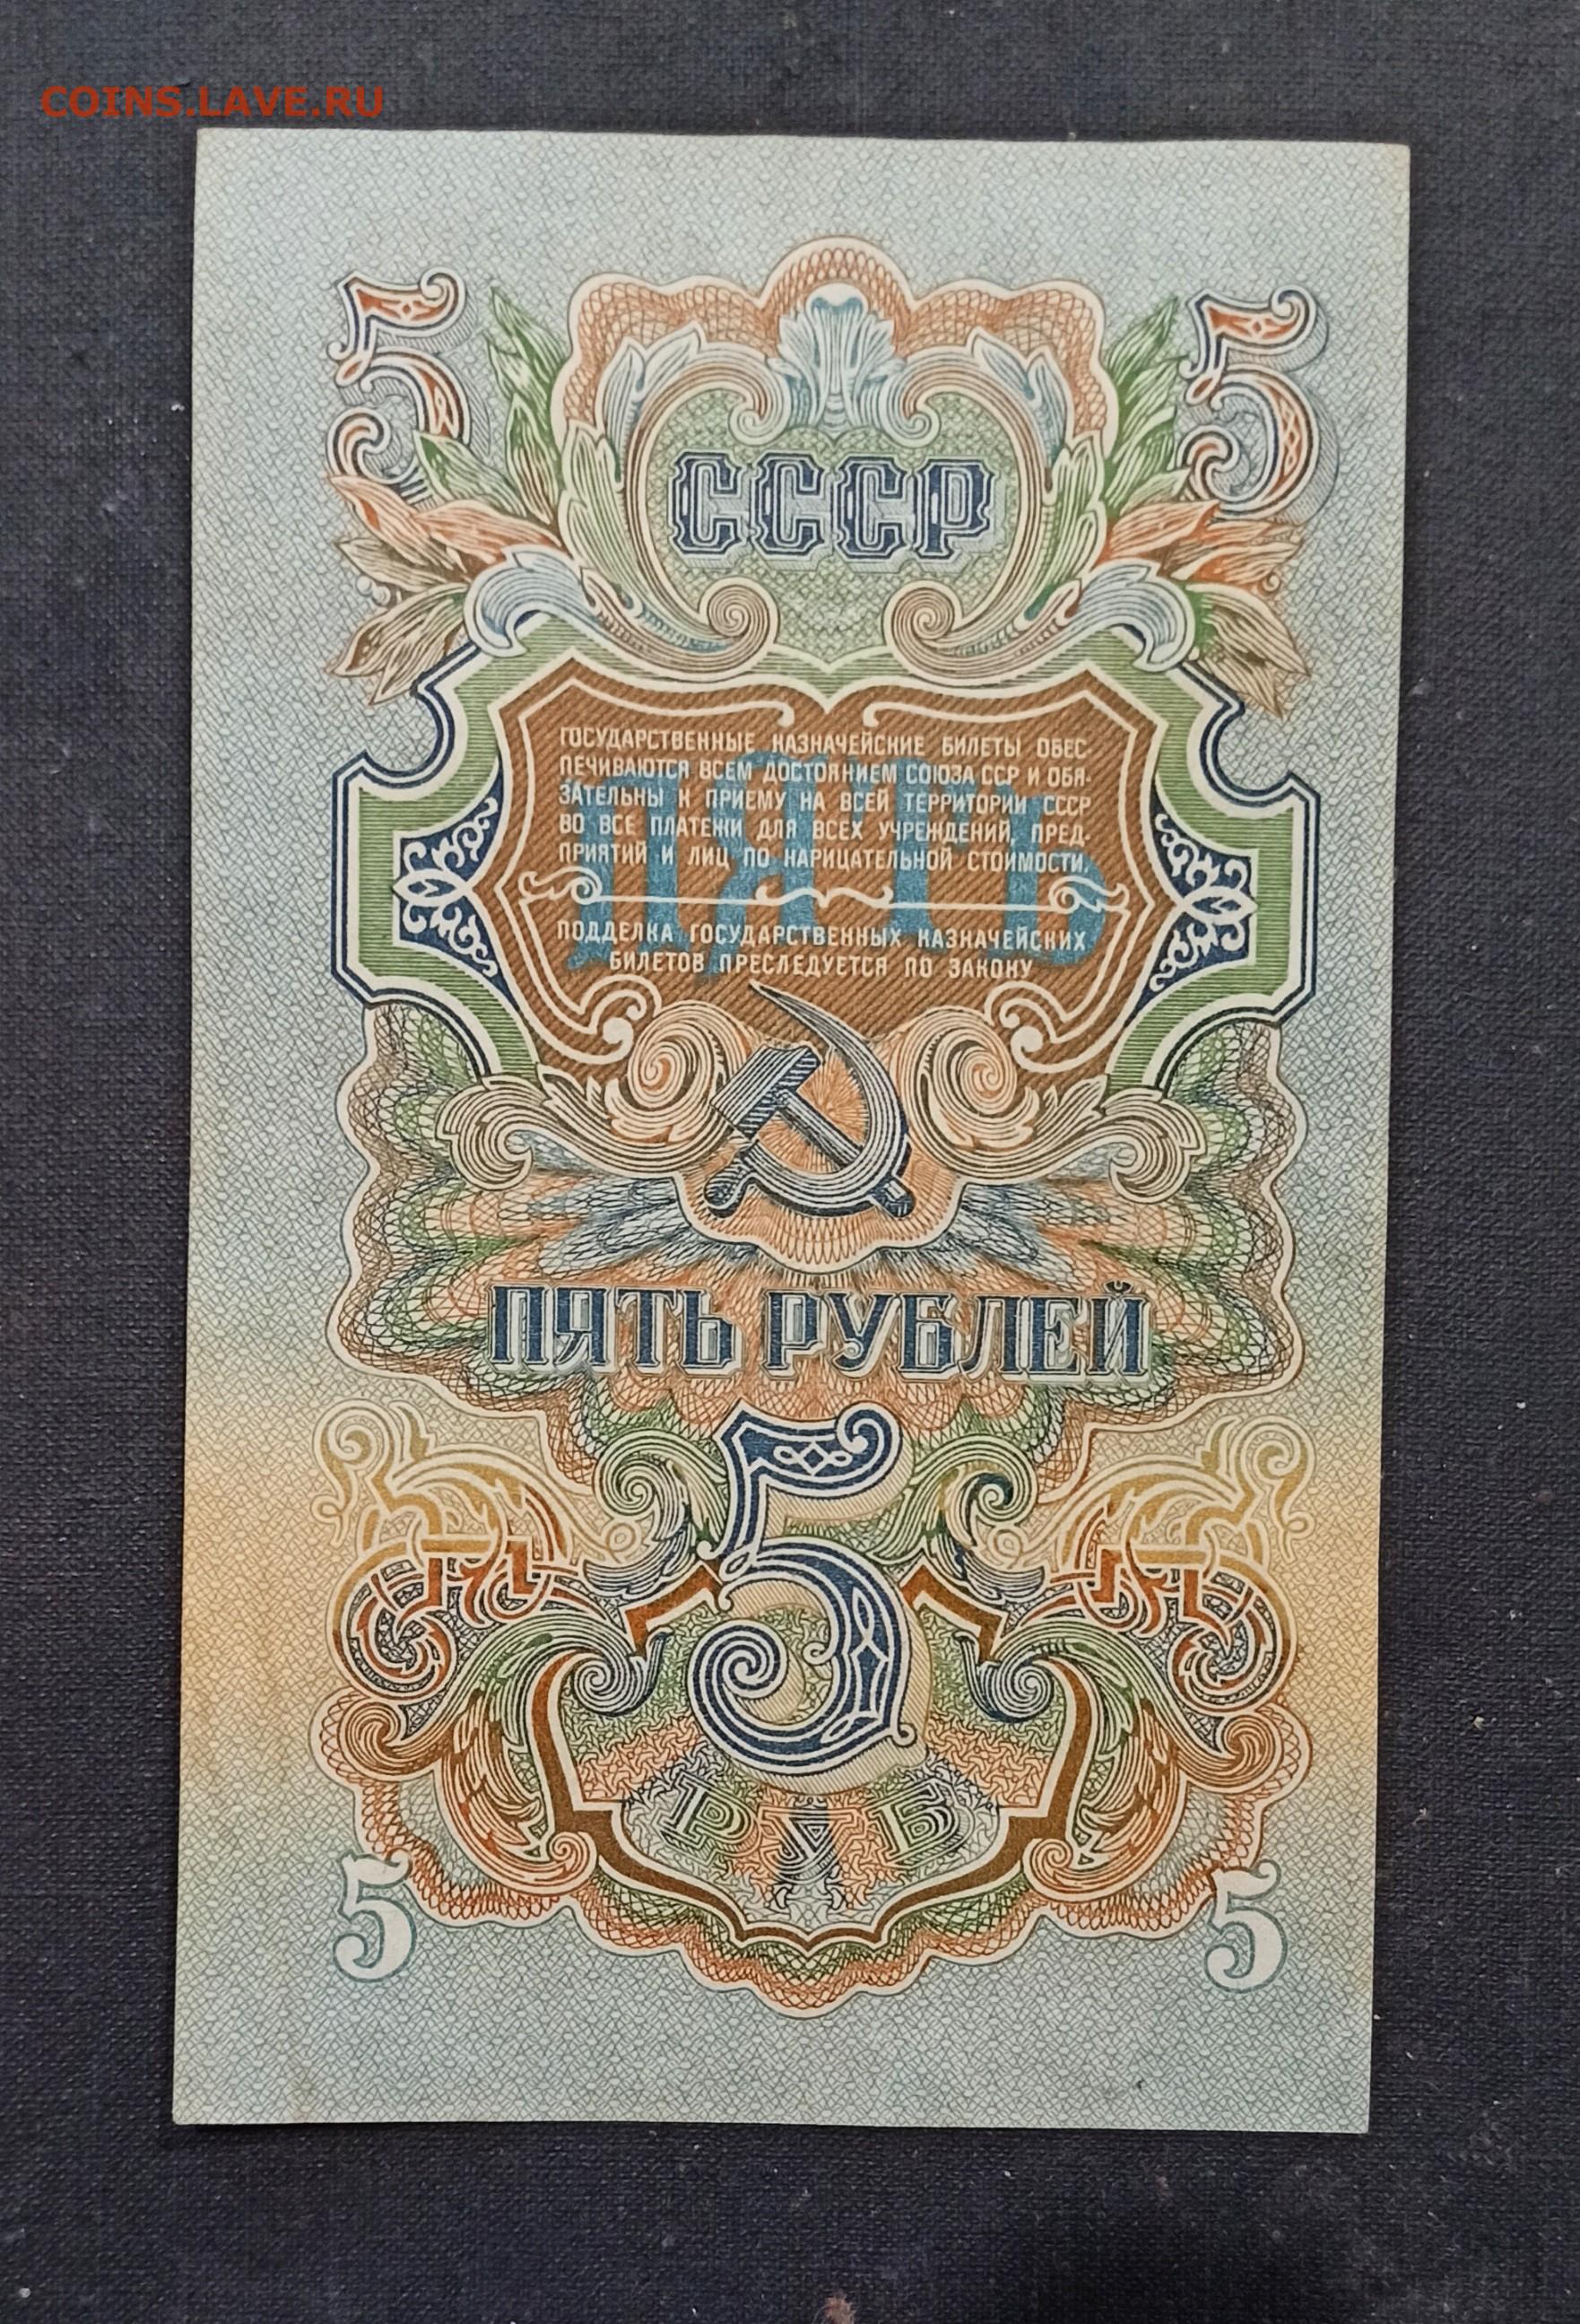 COINS.LAVE.RU
5 5
СССР
ПЯТЬ
ГОСУДАРСТВЕННЫЕ КАЗНАЧЕЙСКИЕ БИЛЕТЫ ОБЕС-
ПЕЧИВАЮТСЯ ВСЕМ ДОСТОЯНИЕМ СОЮЗА ССР И ОБЯ-
ЗАТЕЛЬНЫ К ПРИЕМУ НА ВСЕЙ ТЕРРИТОРИИ СССР
ВО ВСЕ ПЛАТЕЖИ ДЛЯ ВСЕХ УЧРЕЖДЕНИЙ, ПРЕД-
ПРИЯТИЙ И ЛИЦ ПО НАРИЦАТЕЛЬНОЙ СТОИМОСТИ.
ПОДДЕЛКА ГОСУДАРСТВЕННЫХ КАЗНАЧЕЙСКИХ
БИЛЕТОВ ПРЕСЛЕДУЕТСЯ ПО ЗАКОНУ
ПЯТЬ РУБЛЕЙ
5
РУБ
5 5